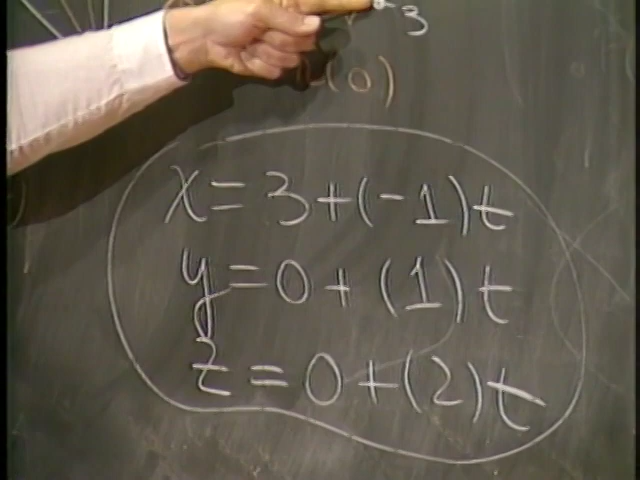 3
(0)
x = 3 + (-1)t
y = 0 + (1)t
z = 0 + (2)t